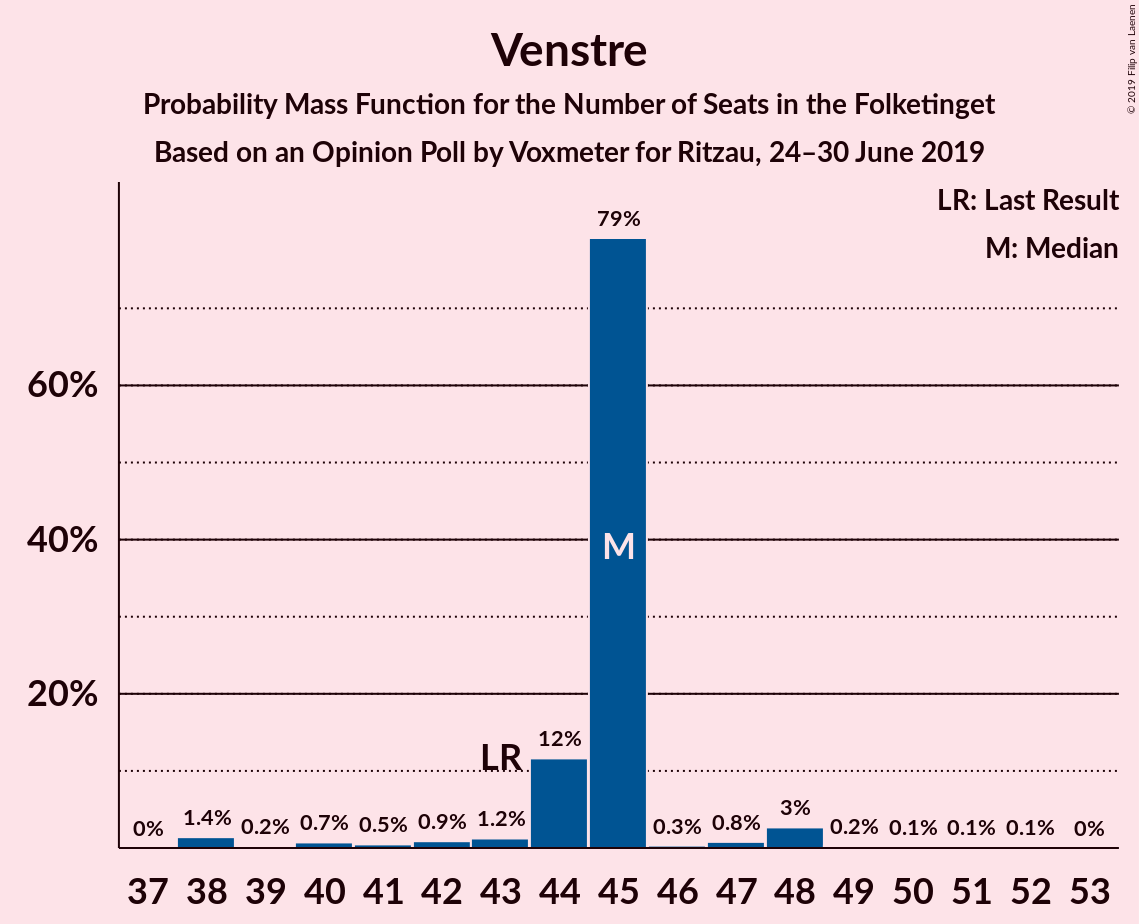 Venstre
Probability Mass Function for the Number of Seats in the Folketinget
Based on an Opinion Poll by Voxmeter for Ritzau, 24–30 June 2019
© 2019 Filip van Laenen
LR: Last Result
M: Median
60%
40%
20%
0%
1.4%
0.2%
0.7%
0.5%
0.9%
1.2%
LR
12%
79%
M
0.3%
0.8%
3%
0.2%
0.1%
0.1%
0.1%
0%
37 38 39 40 41 42 43 44 45 46 47 48 49 50 51 52 53